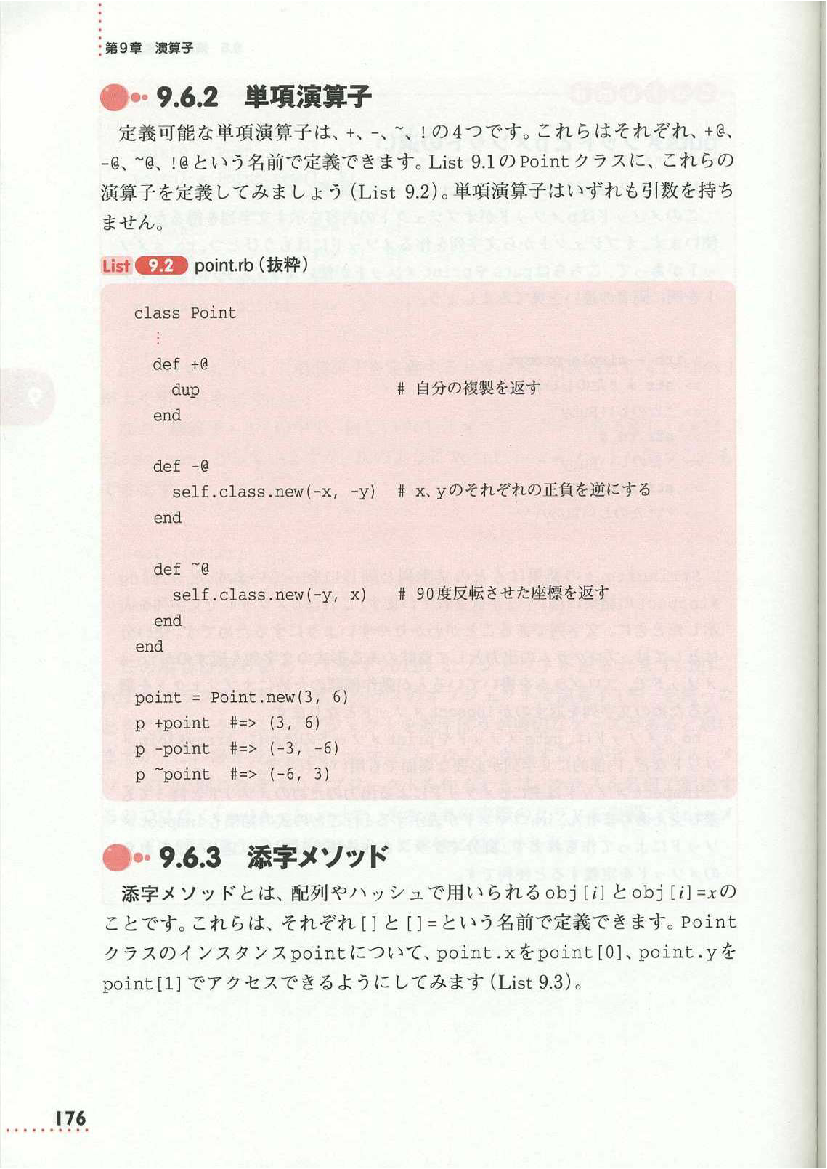 第9章 演算子
9.6.2 単項演算子
定義可能な単項演算子は、+、-、~、!の4つです。これらはそれぞれ、+@、
-@、~@、!@という名前で定義できます。List 9.1のPointクラスに、これらの
演算子を定義してみましょう(List 9.2)。単項演算子はいずれも引数を持ち
ません。
List 9.2 point.rb(抜粋)
class Point
⋮
def +@
dup # 自分の複製を返す
end
def -@
self.class.new(-x, -y) # x、yのそれぞれの正負を逆にする
end
def ~@
self.class.new(-y, x) # 90度反転させた座標を返す
end
end
point = Point.new(3, 6)
p +point #=> (3, 6)
p -point #=> (-3, -6)
p ~point #=> (-6, 3)
9.6.3 添字メソッド
添字メソッドとは、配列やハッシュで用いられるobj[i]とobj[i]=xの
ことです。これらは、それぞれ[]と[]=という名前で定義できます。Point
クラスのインスタンスpointについて、point.xをpoint[0]、point.yを
point[1]でアクセスできるようにしてみます(List 9.3)。
176